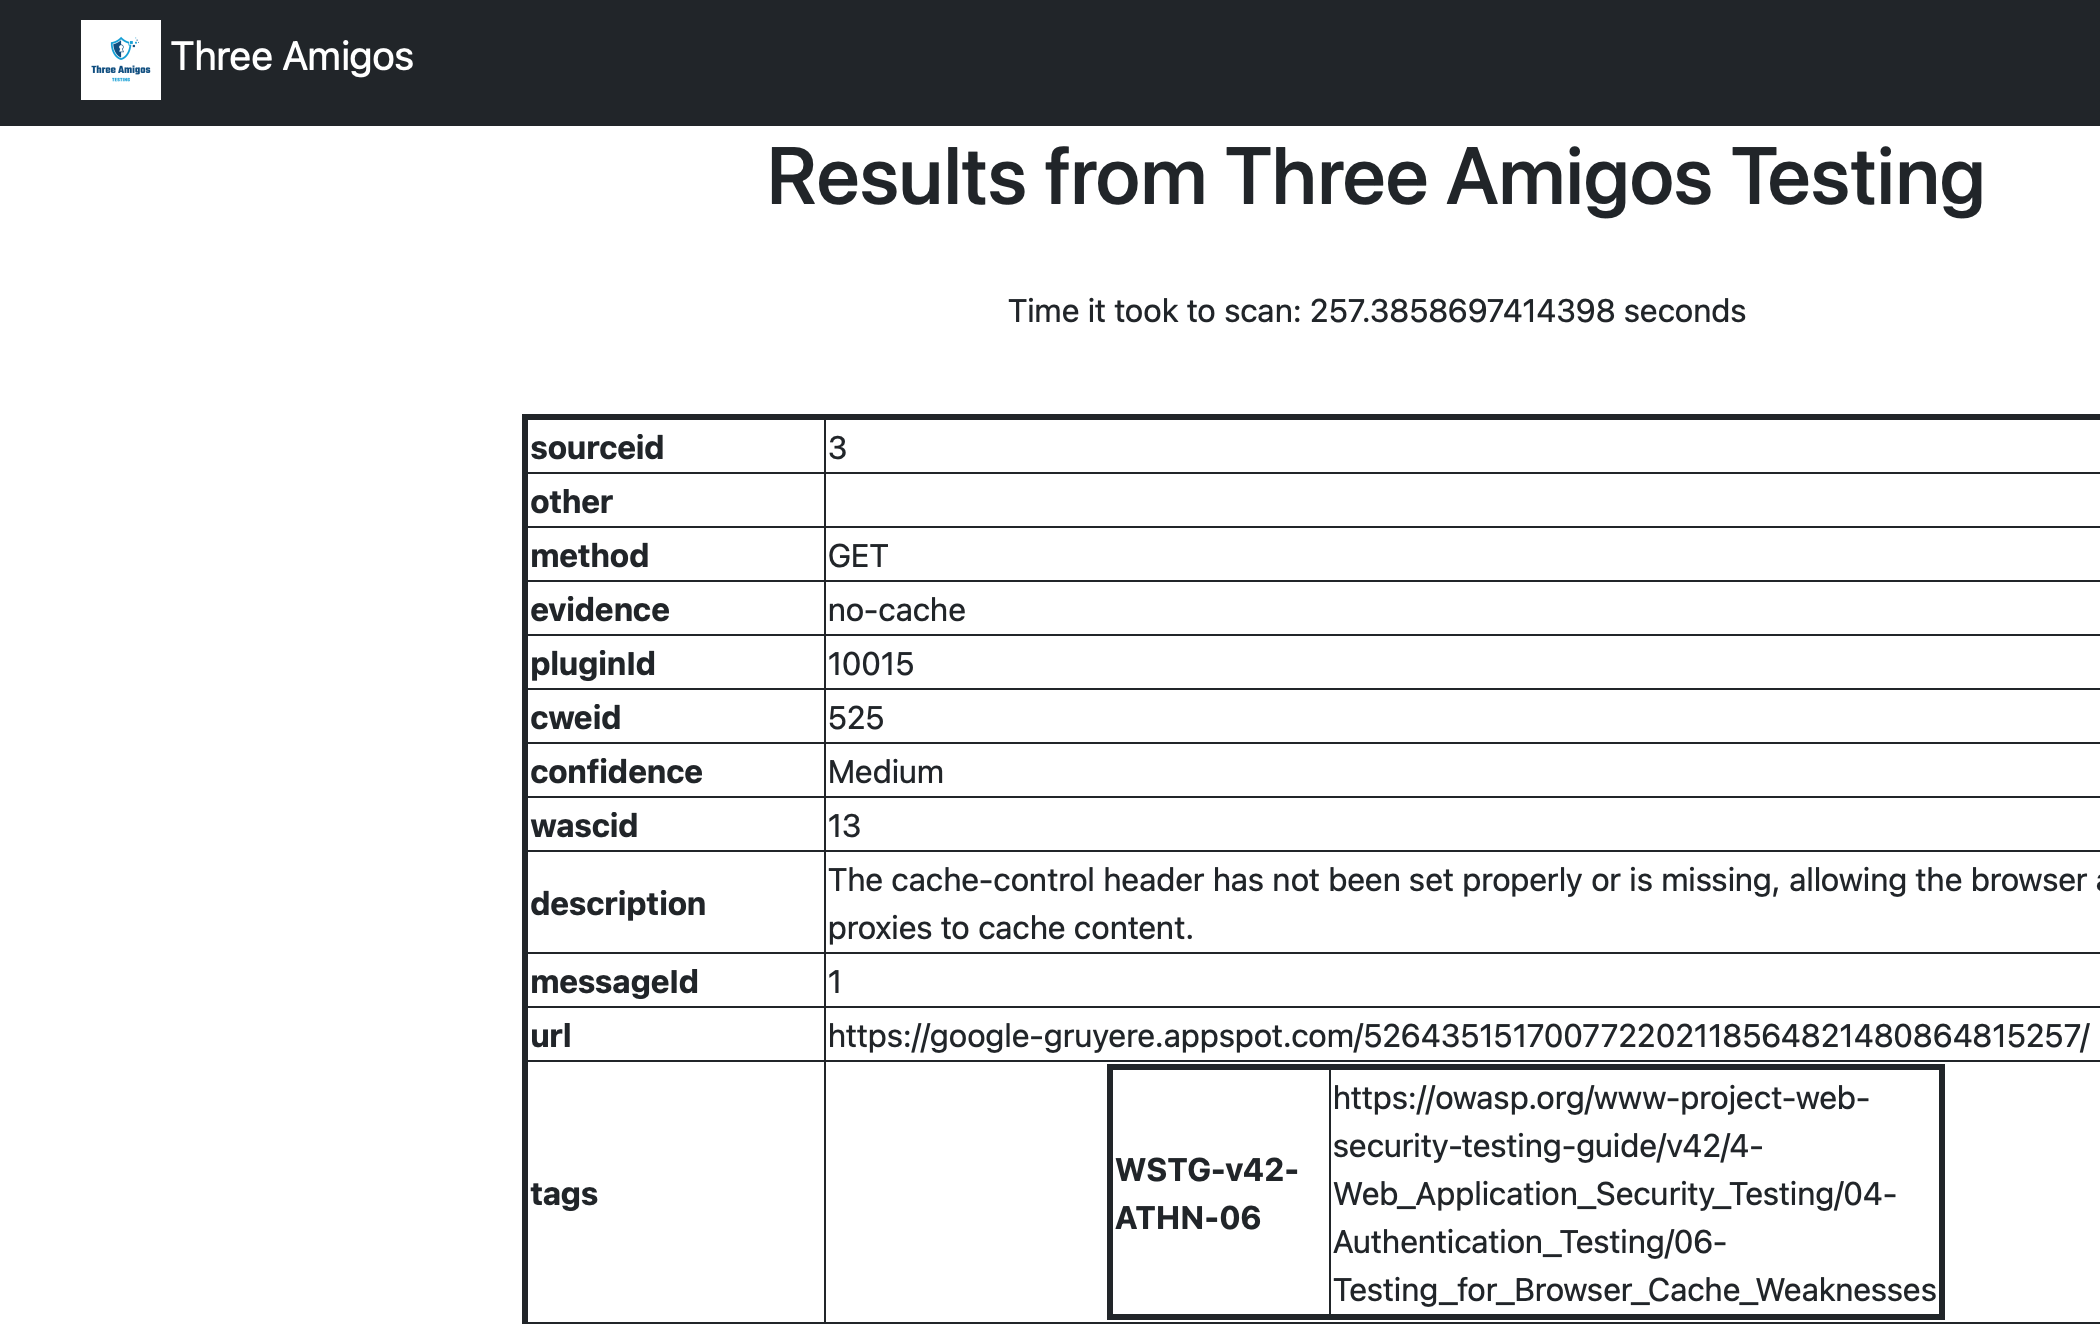 Three Amigos
TESTING
Three Amigos
Results from Three Amigos Testing
Time it took to scan: 257.3858697414398 seconds
sourceid 3
other
method GET
evidence no-cache
pluginId 10015
cweid 525
confidence Medium
wascid 13
description The cache-control header has not been set properly or is missing, allowing the browser
proxies to cache content.
messageId 1
url https://google-gruyere.appspot.com/526435151700772202118564821480864815257/
tags WSTG-v42-
ATHN-06
https://owasp.org/www-project-web-
security-testing-guide/v42/4-
Web_Application_Security_Testing/04-
Authentication_Testing/06-
Testing_for_Browser_Cache_Weaknesses